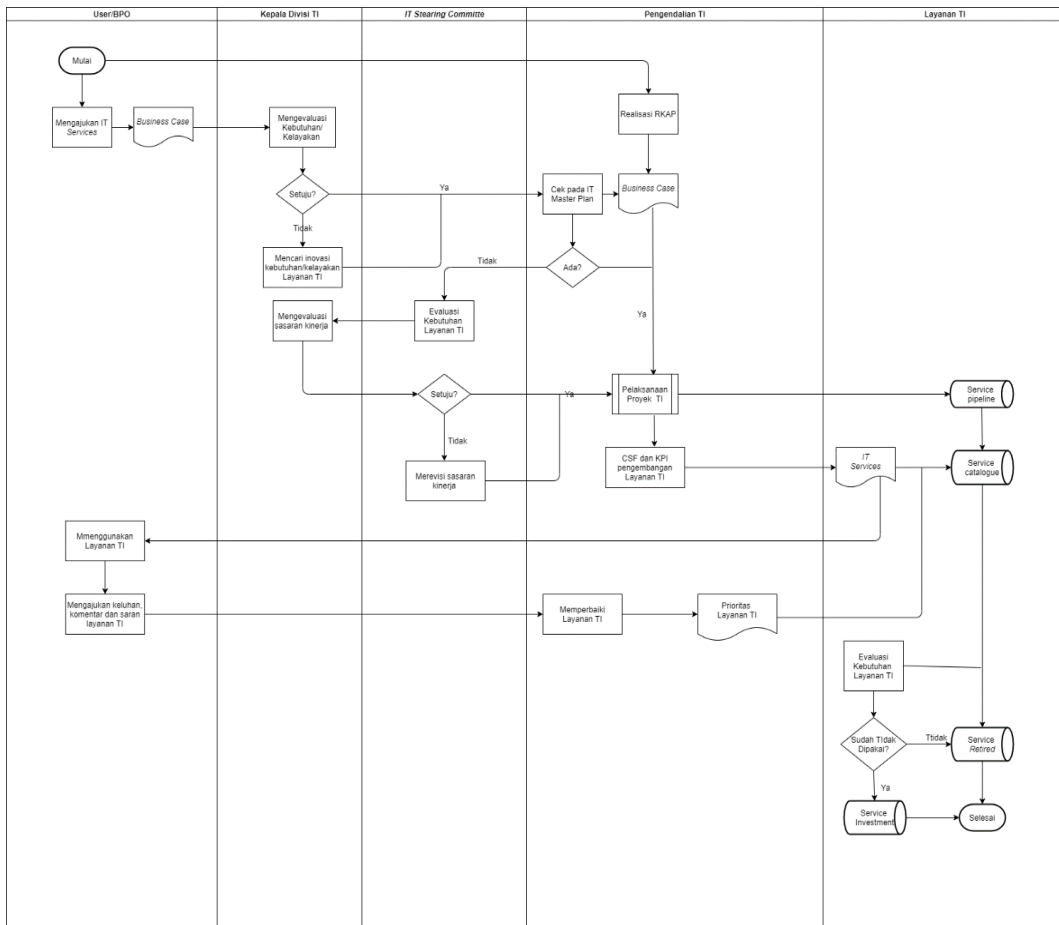 User/BPO
Kepala Divisi TI
IT Stearing Committe
Pengendalian TI
Layanan TI
Mulai
Mengajukan IT
Services
Business Case
Mengevaluasi
Kebutuhan/
Kelayakan
Realisasi RKAP
Setuju?
Ya
Cek pada IT
Master Plan
Business Case
Tidak
Mencari inovasi
kebutuhan/kelayakan
Layanan TI
Tidak
Ada?
Mengevaluasi
sasaran kinerja
Evaluasi
Kebutuhan
Layanan TI
Ya
Setuju?
Ya
Pelaksanaan
Proyek TI
Service
pipeline
Tidak
Merevisi sasaran
kinerja
CSF dan KPI
pengembangan
Layanan TI
IT
Services
Service
catalogue
Mmenggunakan
Layanan TI
Mengajukan keluhan,
komentar dan saran
layanan TI
Memperbaiki
Layanan TI
Prioritas
Layanan TI
Evaluasi
Kebutuhan
Layanan TI
Sudah TIdak
Dipakai?
Ttidak
Service
Retired
Ya
Service
Investment
Selesai